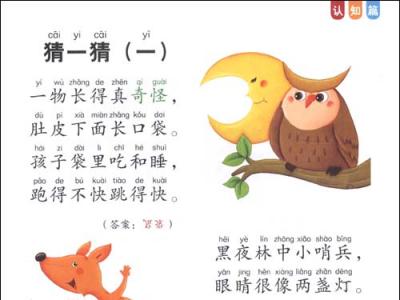 认知篇
cāi yi cāi yī
猜一猜（一）
yí wù zhǎng de zhēn qí guài
一物长得真奇怪，
dù pí xià miàn zhǎng kǒu dai
肚皮下面长口袋。
hái zi dài lǐ chī hé shuì
孩子袋里吃和睡，
pǎo de bú kuài tiào de kuài
跑得不快跳得快。
（答案：袋鼠）
hēi yè lín zhōng xiǎo shào bīng
黑夜林中小哨兵，
yǎn jing hěn xiàng liǎng zhǎn dēng
眼睛很像两盏灯。